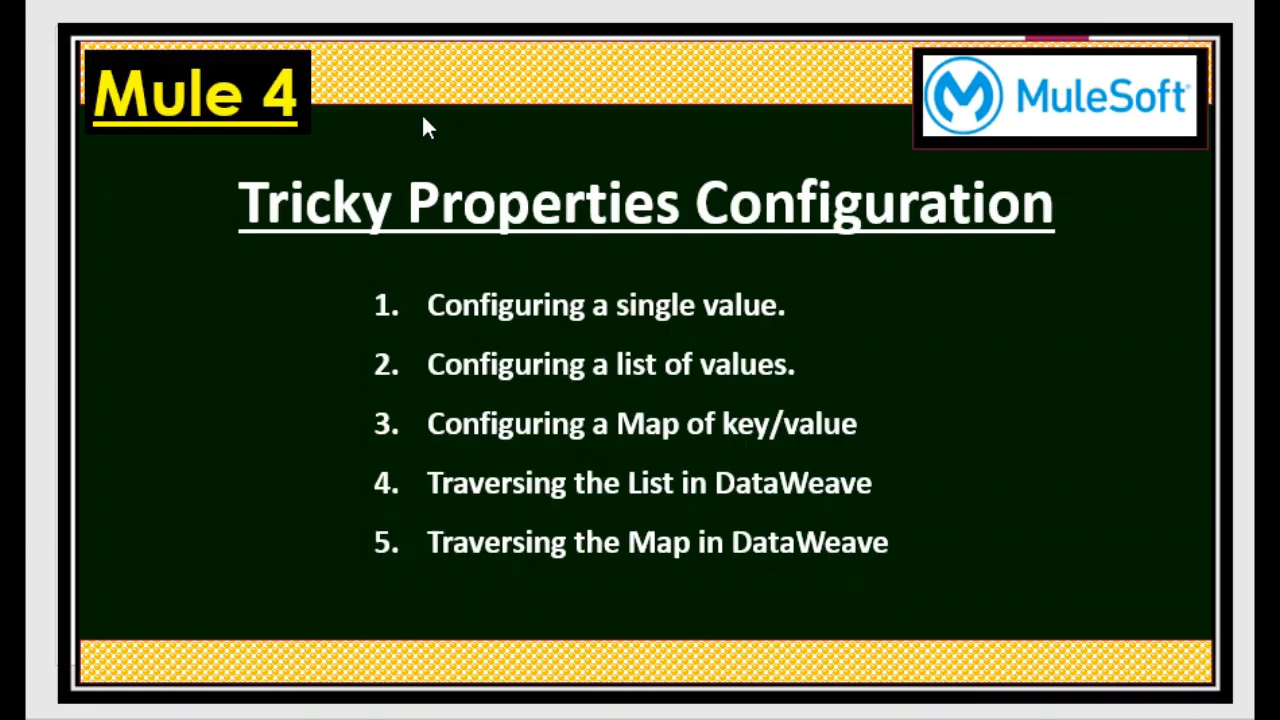 Mule 4
MuleSoft
Tricky Properties Configuration
1. Configuring a single value.
2. Configuring a list of values.
3. Configuring a Map of key/value
4. Traversing the List in DataWeave
5. Traversing the Map in DataWeave